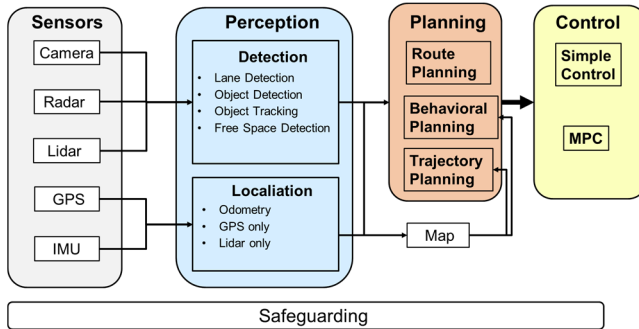 Sensors
Camera
Radar
Lidar
GPS
IMU
Perception
Detection
• Lane Detection
• Object Detection
• Object Tracking
• Free Space Detection
Localiation
• Odometry
• GPS only
• Lidar only
Planning
Route
Planning
Behavioral
Planning
Trajectory
Planning
Map
Control
Simple
Control
MPC
Safeguarding